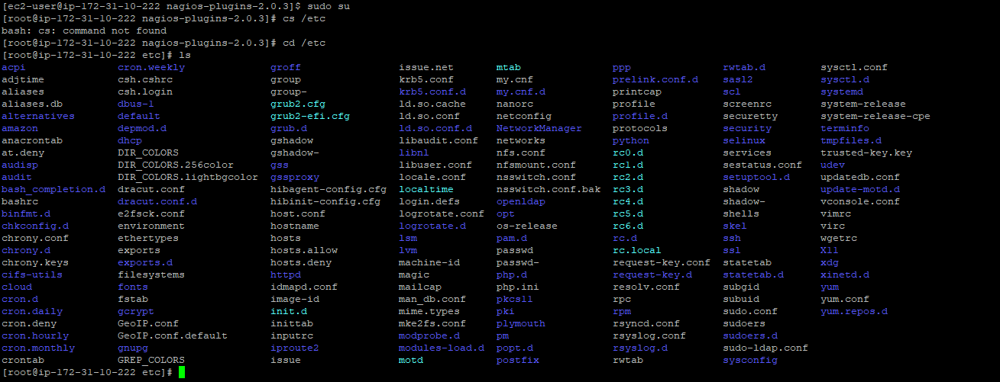 [ec2-user@ip-172-31-10-222 nagios-plugins-2.0.3]$ sudo su
[root@ip-172-31-10-222 nagios-plugins-2.0.3]# cs /etc
bash: cs: command not found
[root@ip-172-31-10-222 nagios-plugins-2.0.3]# cd /etc
[root@ip-172-31-10-222 etc]# ls
acpi cron.weekly groff issue.net mtab ppp rwtab.d sysctl.conf
adjtime csh.cshrc group krb5.conf my.cnf prelink.conf.d sasl2 sysctl.d
aliases csh.login group- krb5.conf.d my.cnf.d printcap scl systemd
aliases.db dbus-1 grub2.cfg ld.so.cache nanorc profile screenrc system-release
alternatives default grub2-efi.cfg ld.so.conf netconfig profile.d securetty system-release-cpe
amazon depmod.d grub.d ld.so.conf.d NetworkManager protocols security terminfo
anacrontab dhcp gshadow libaudit.conf networks python selinux tmpfiles.d
at.deny DIR_COLORS gshadow- libnl nfs.conf rc0.d services trusted-key.key
audisp DIR_COLORS.256color gss libuser.conf nfsmount.conf rc1.d sestatus.conf udev
audit DIR_COLORS.lightbgcolor gssproxy locale.conf nsswitch.conf rc2.d setuptool.d updatedb.conf
bash_completion.d dracut.conf hibagent-config.cfg localtime nsswitch.conf.bak rc3.d shadow update-motd.d
bashrc dracut.conf.d hibinit-config.cfg login.defs openldap rc4.d shadow- vconsole.conf
binfmt.d e2fsck.conf host.conf logrotate.conf opt rc5.d shells vimrc
chkconfig.d environment hostname logrotate.d os-release rc6.d skel virc
chrony.conf ethertypes hosts lsm pam.d rc.d ssh wgetrc
chrony.d exports hosts.allow lvm passwd rc.local ssl X11
chrony.keys exports.d hosts.deny machine-id passwd- request-key.conf statetab xdg
cifs-utils filesystems httpd magic php.d request-key.d statetab.d xinetd.d
cloud fonts idmapd.conf mailcap php.ini resolv.conf subgid yum
cron.d fstab image-id man_db.conf pkcs11 rpc subuid yum.conf
cron.daily gcrypt init.d mime.types pki rpm sudo.conf yum.repos.d
cron.deny GeoIP.conf inittab mke2fs.conf plymouth rsyncd.conf sudoers
cron.hourly GeoIP.conf.default inputrc modprobe.d pm rsyslog.conf sudoers.d
cron.monthly gnupg iproute2 modules-load.d popt.d rsyslog.d sudo-ldap.conf
crontab GREP_COLORS issue motd postfix rwtab sysconfig
[root@ip-172-31-10-222 etc]#